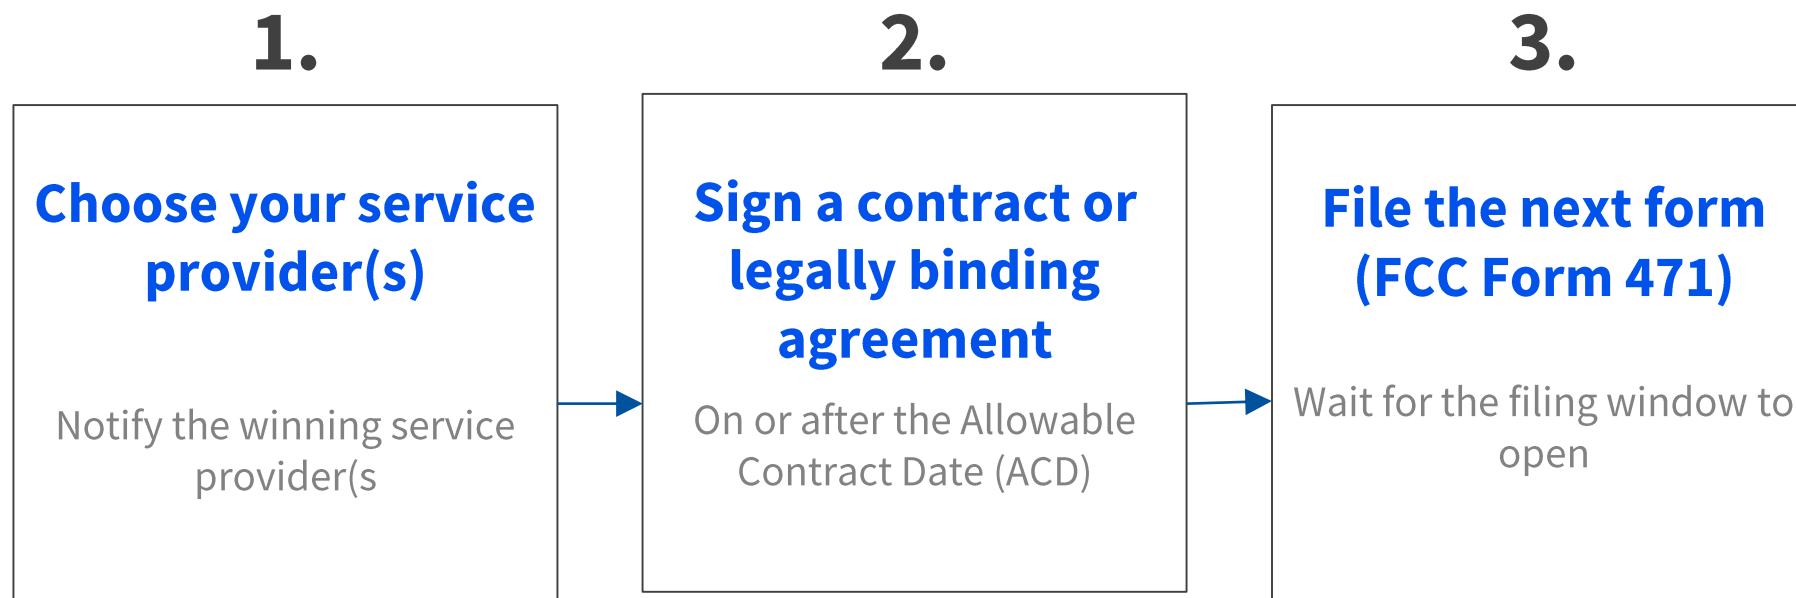 1.
Choose your service
provider(s)
Notify the winning service
provider(s
2.
Sign a contract or
legally binding
agreement
On or after the Allowable
Contract Date (ACD)
3.
File the next form
(FCC Form 471)
Wait for the filing window to
open